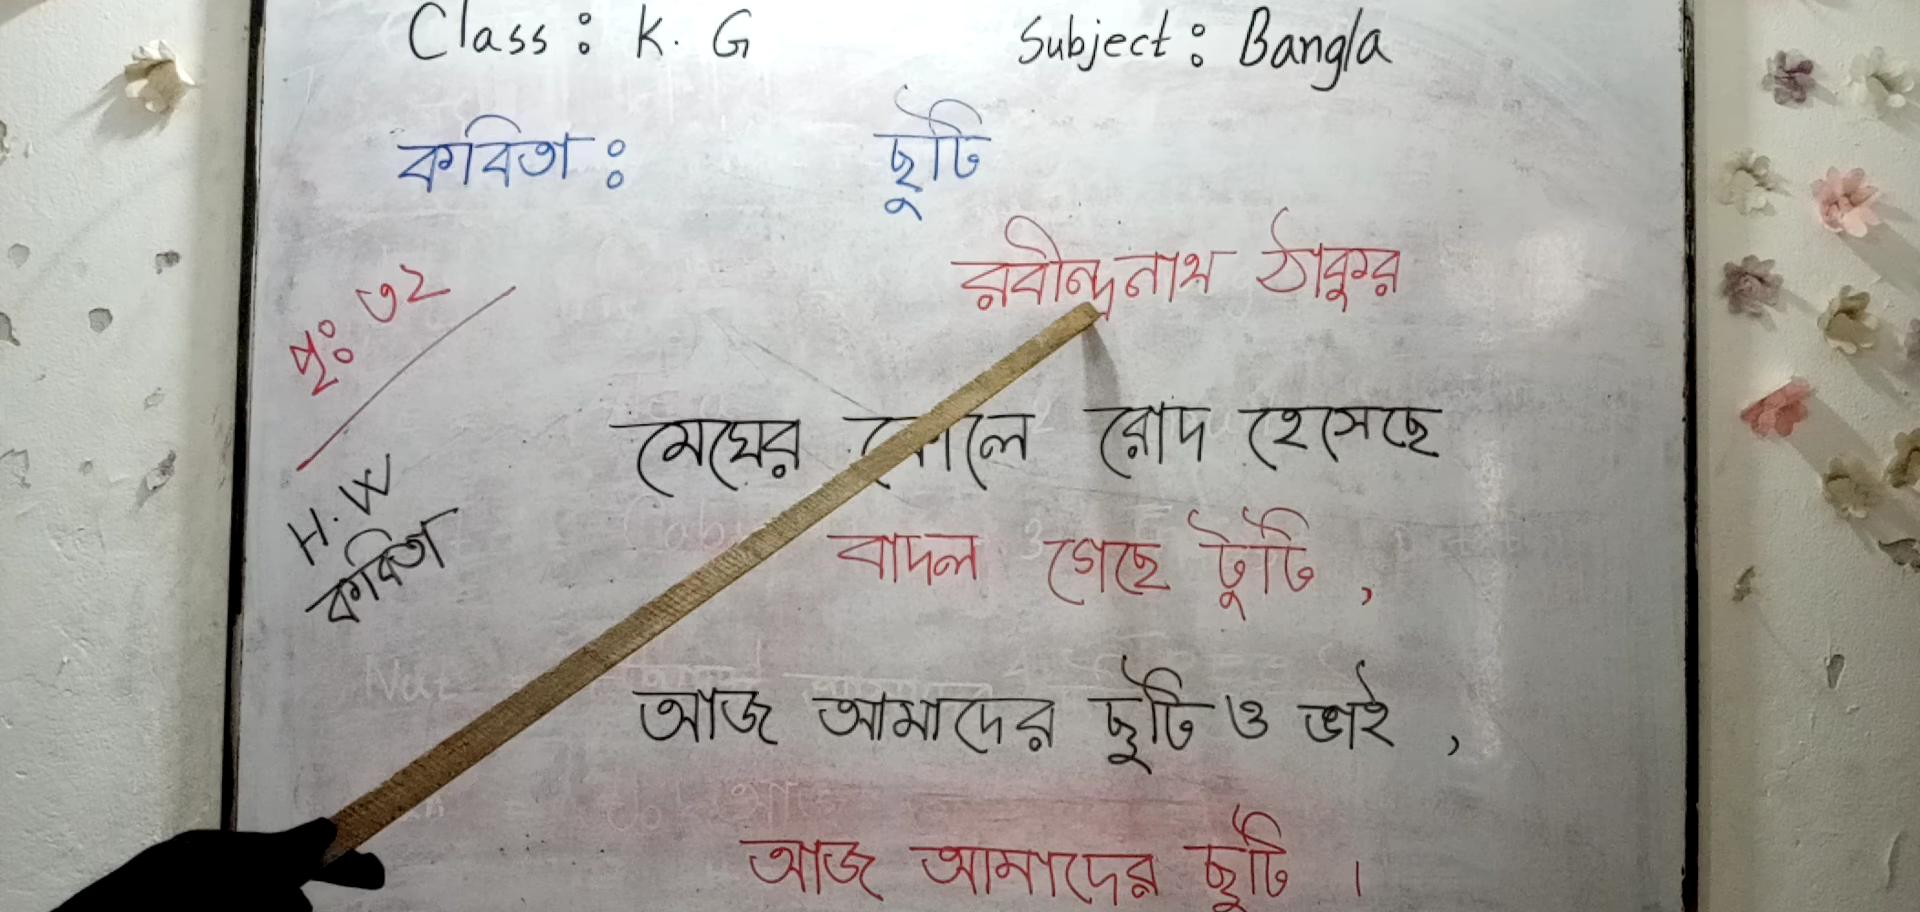 Class : K. G Subject : Bangla
কবিতা : ছুটি
রবীন্দ্রনাথ ঠাকুর
পৃঃ ৩২
মেঘের রোদ হেসেছে
বাদল গেছে টুটি ,
H. W
কবিতা
আজ আমাদের ছুটি ও ভাই ,
আজ আমাদের ছুটি ।